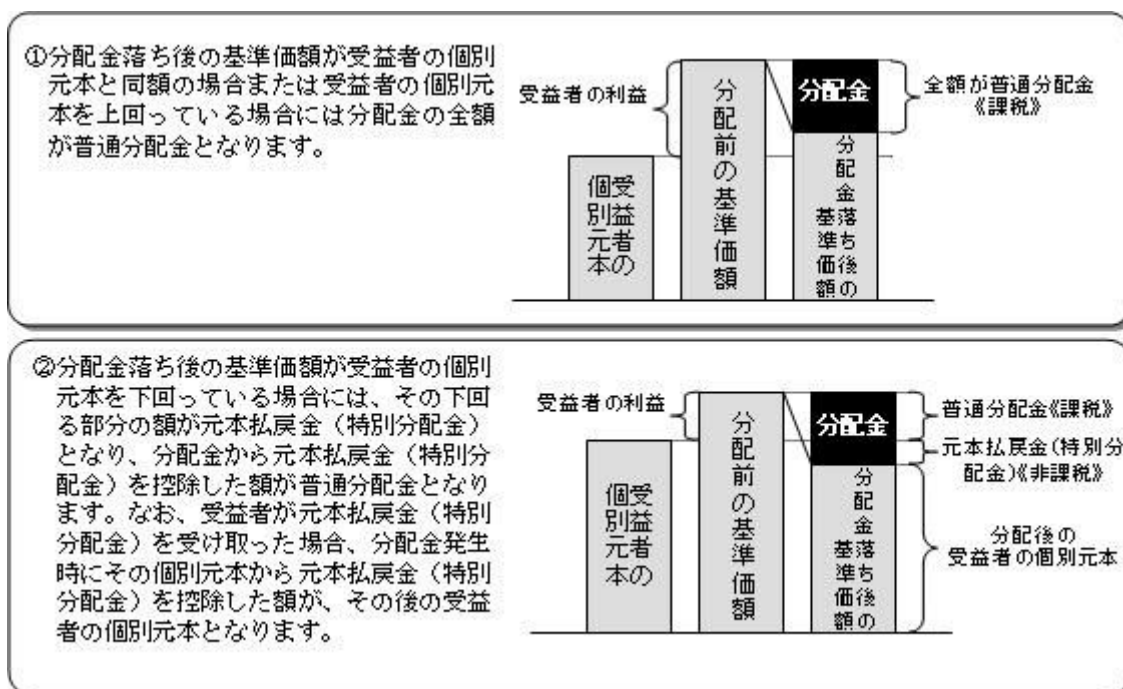 ①分配金落ち後の基準価額が受益者の個別
元本と同額の場合または受益者の個別元
本を上回っている場合には分配金の全額
が普通分配金となります。
受益者の利益
受益者の
個別元本
分配前の基準価額
分配金
分配金落ち後の
基準価額
全額が普通分配金
《課税》
②分配金落ち後の基準価額が受益者の個別
元本を下回っている場合には、その下回
る部分の額が元本払戻金（特別分配金）
となり、分配金から元本払戻金（特別分
配金）を控除した額が普通分配金となり
ます。なお、受益者が元本払戻金（特別
分配金）を受け取った場合、分配金発生
時にその個別元本から元本払戻金（特別
分配金）を控除した額が、その後の受益
者の個別元本となります。
受益者の利益
受益者の
個別元本
分配前の基準価額
分配金
分配金落ち後の
基準価額
普通分配金《課税》
元本払戻金(特別分
配金)《非課税》
分配後の
受益者の個別元本